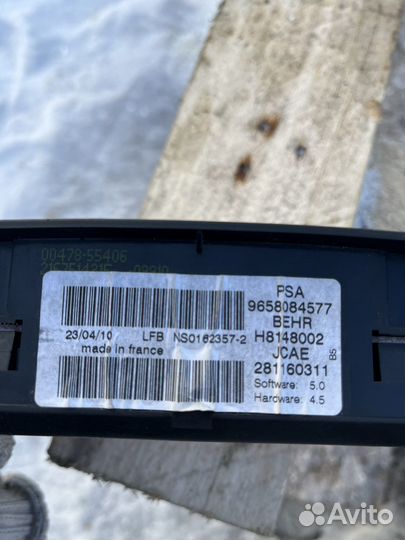 00478-55406
PSA
9658084577
BEHR
H8148002
JCAE
B5
281160311
Software: 5.0
Hardware: 4.5
23/04/10 LFB NS0162357-2
made in france
Avito